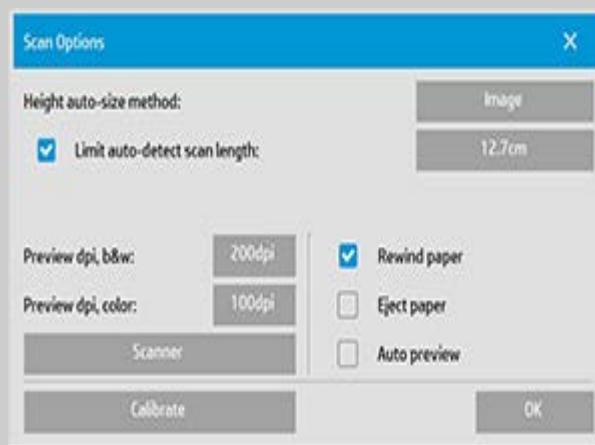 Scan Options X
Height auto-size method: Image
Limit auto-detect scan length: 12.7cm
Preview dpi, b&w: 200dpi
Rewind paper
Preview dpi, color: 100dpi
Eject paper
Scanner
Auto preview
Calibrate
OK